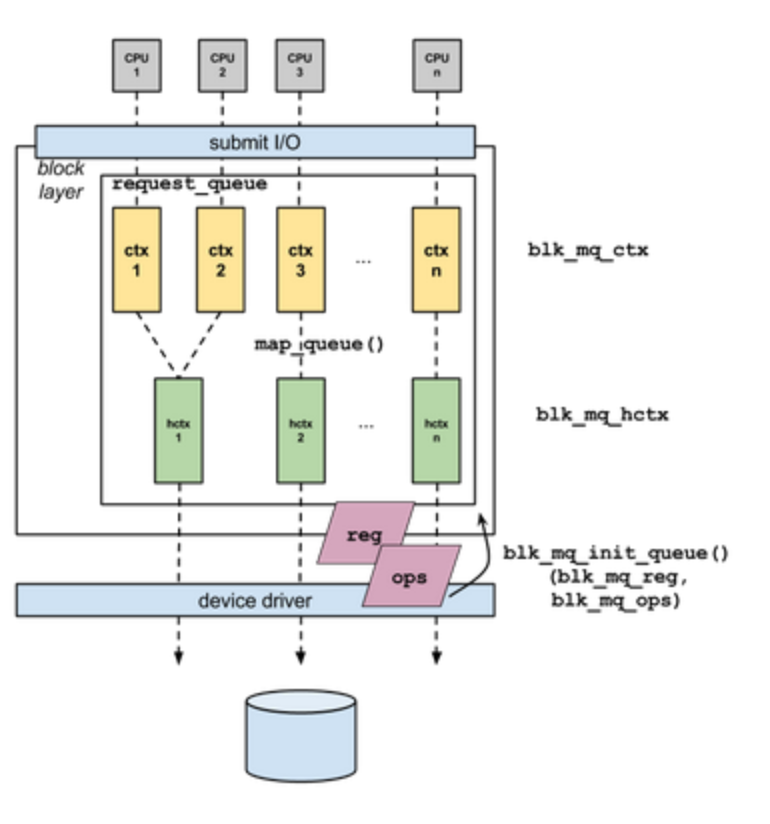 CPU
1
CPU
2
CPU
3
CPU
n
submit I/O
block
layer
request_queue
ctx
1
ctx
2
ctx
3
...
ctx
n
blk_mq_ctx
map_queue()
hctx
1
hctx
2
...
hctx
n
blk_mq_hctx
reg
ops
blk_mq_init_queue()
(blk_mq_reg,
blk_mq_ops)
device driver